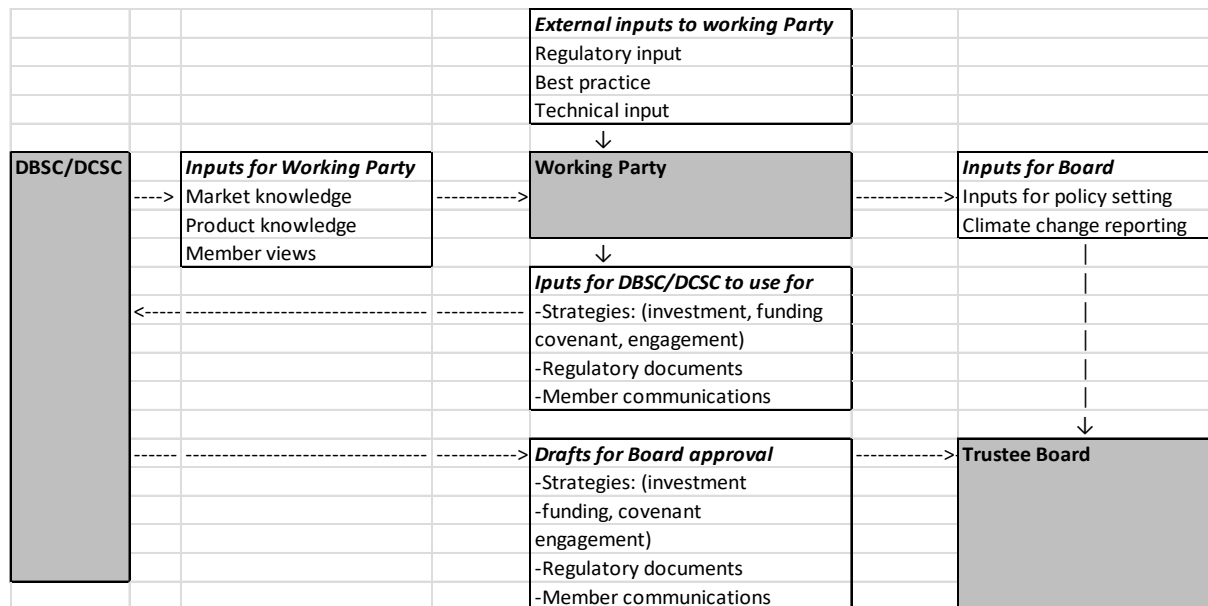 External inputs to working Party
Regulatory input
Best practice
Technical input
↓
DBSC/DCSC
Inputs for Working Party
Working Party
Inputs for Board
----> Market knowledge ----------->
-----------> Inputs for policy setting
Product knowledge
Climate change reporting
Member views
↓
Iputs for DBSC/DCSC to use for
<----- ----------------------------- ----------- -Strategies: (investment, funding
covenant, engagement)
-Regulatory documents
-Member communications
↓
------ ----------------------------- -----------> Drafts for Board approval -----------> Trustee Board
-Strategies: (investment
-funding, covenant
engagement)
-Regulatory documents
-Member communications